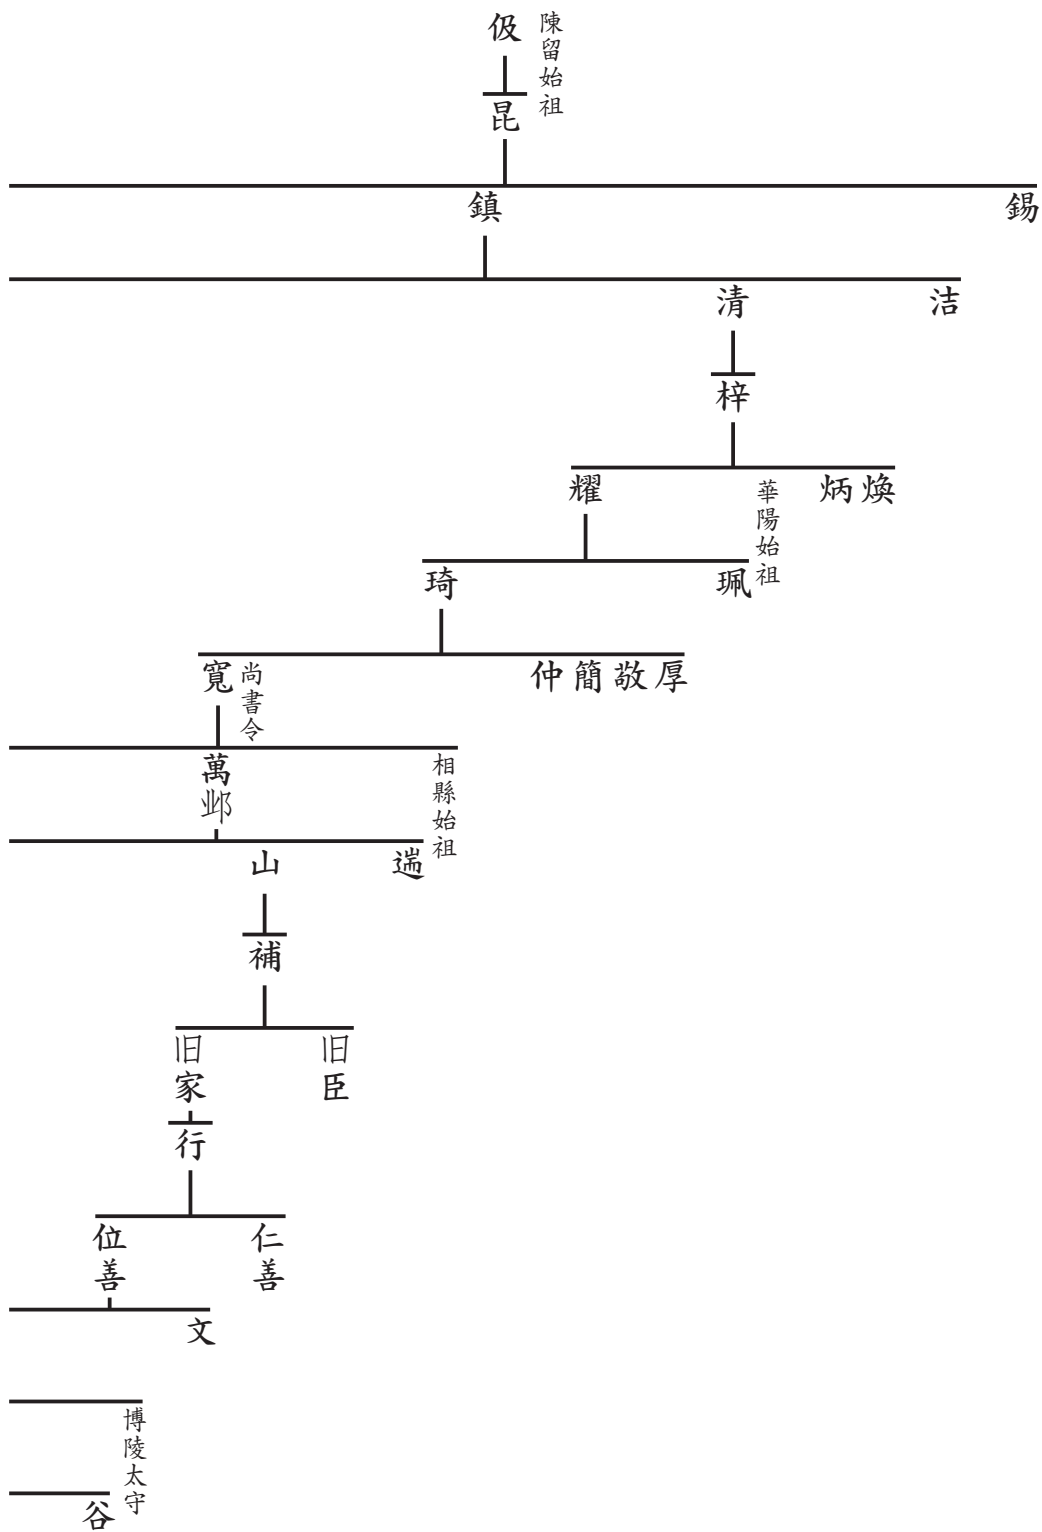 陳留始祖
伋
昆
錫
鎮
洁
清
梓
煥
炳
耀
華陽始祖
珮
琦
厚
敬
簡
仲
尚書令
寬
相縣始祖
萬邺
遄
山
補
旧臣
旧家
行
仁善
位善
文
博陵太守
谷